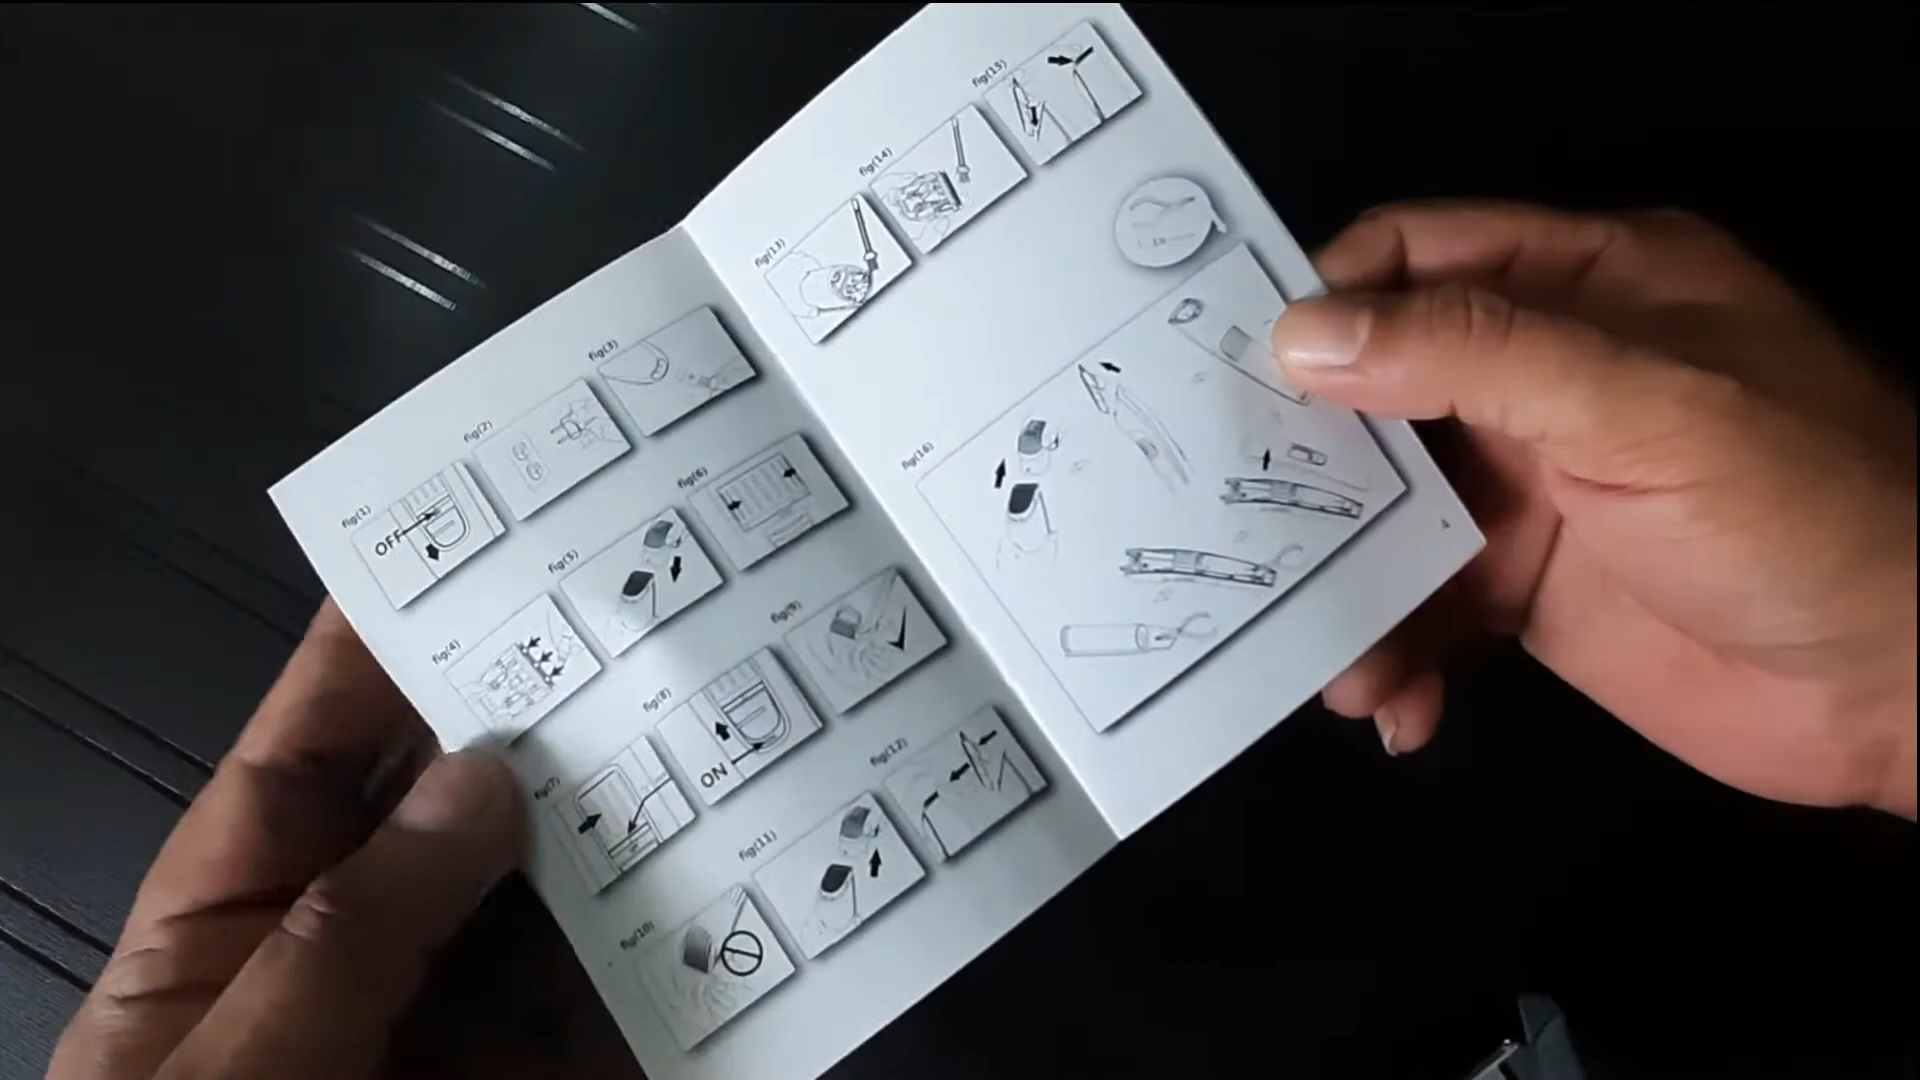 fig(1)
OFF
fig(2)
fig(3)
fig(4)
fig(5)
fig(6)
fig(7)
fig(8)
ON
fig(9)
fig(10)
fig(11)
fig(12)
fig(13)
fig(14)
fig(15)
fig(16)
4